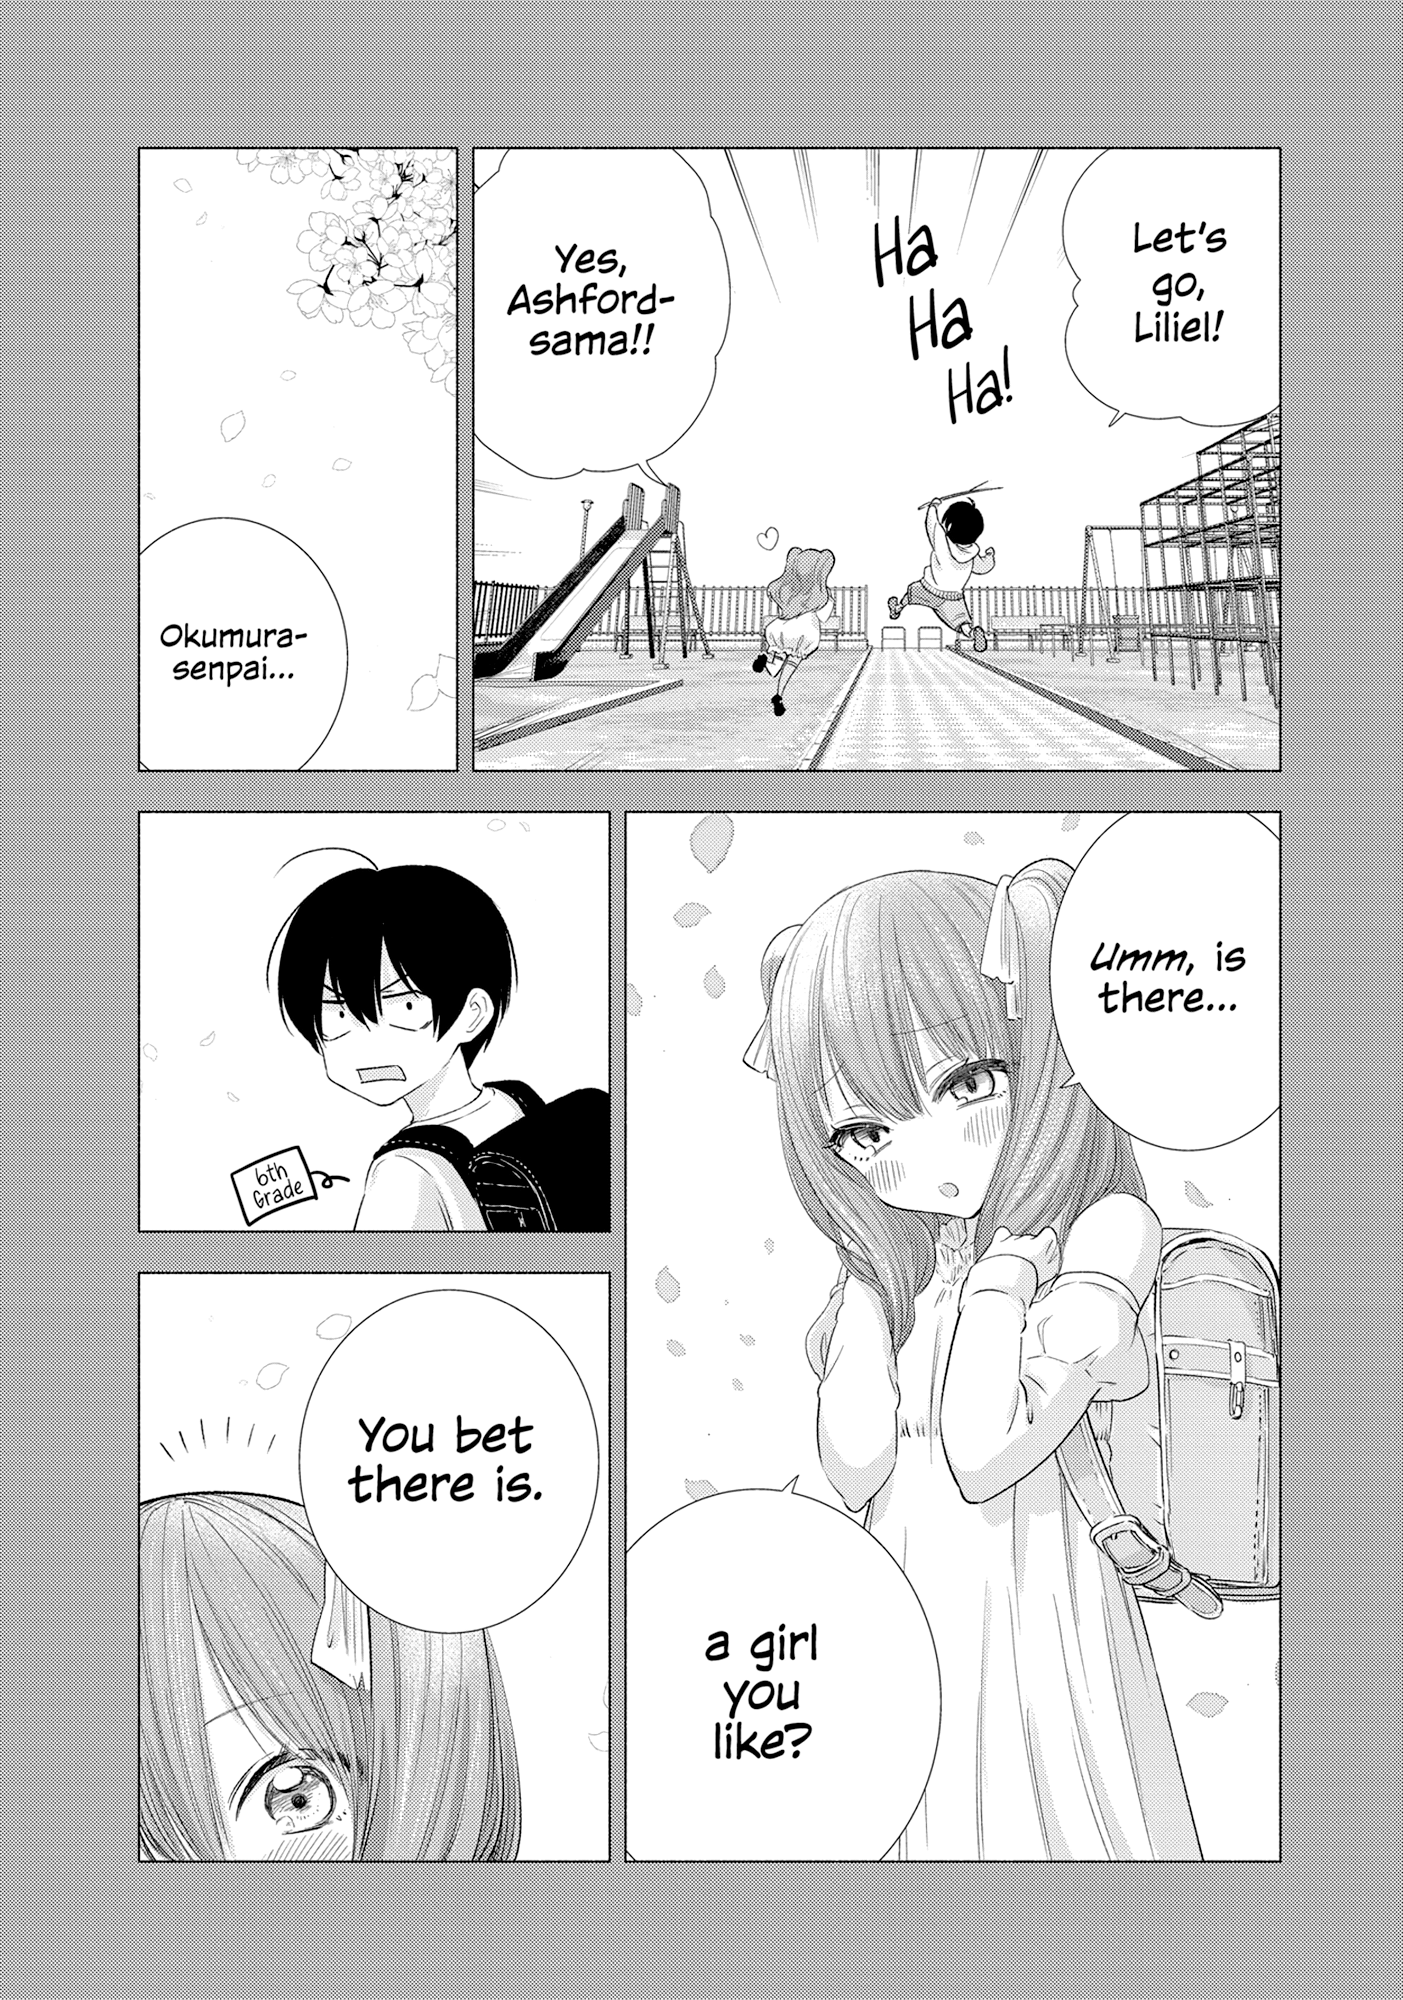 Let's
go,
Liliel!
Ha
Ha
Ha!
Yes,
Ashford-
sama!!
Okumura-
senpai...
Umm, is
there...
a girl
you
like?
6th
Grade
You bet
there is.